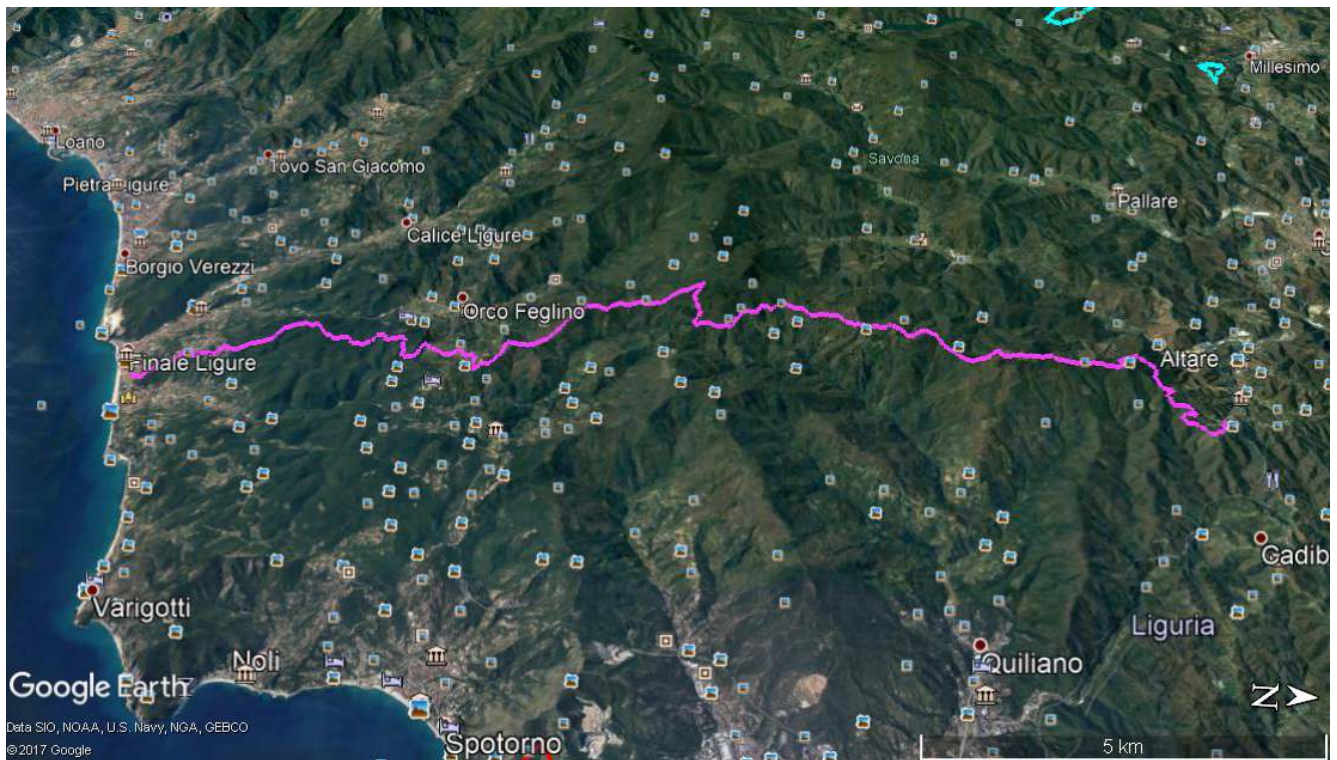 Millesimo
Loano
Tovo San Giacomo
Savona
Pietra Ligure
Pallare
Calice Ligure
Borgio Verezzi
Orco Feglino
Finale Ligure
Altare
Cadib
Varigotti
Liguria
Noli
Quiliano
Google Earth
N
Data SIO, NOAA, U.S. Navy, NGA, GEBCO
©2017 Google
Spotorno
5 km